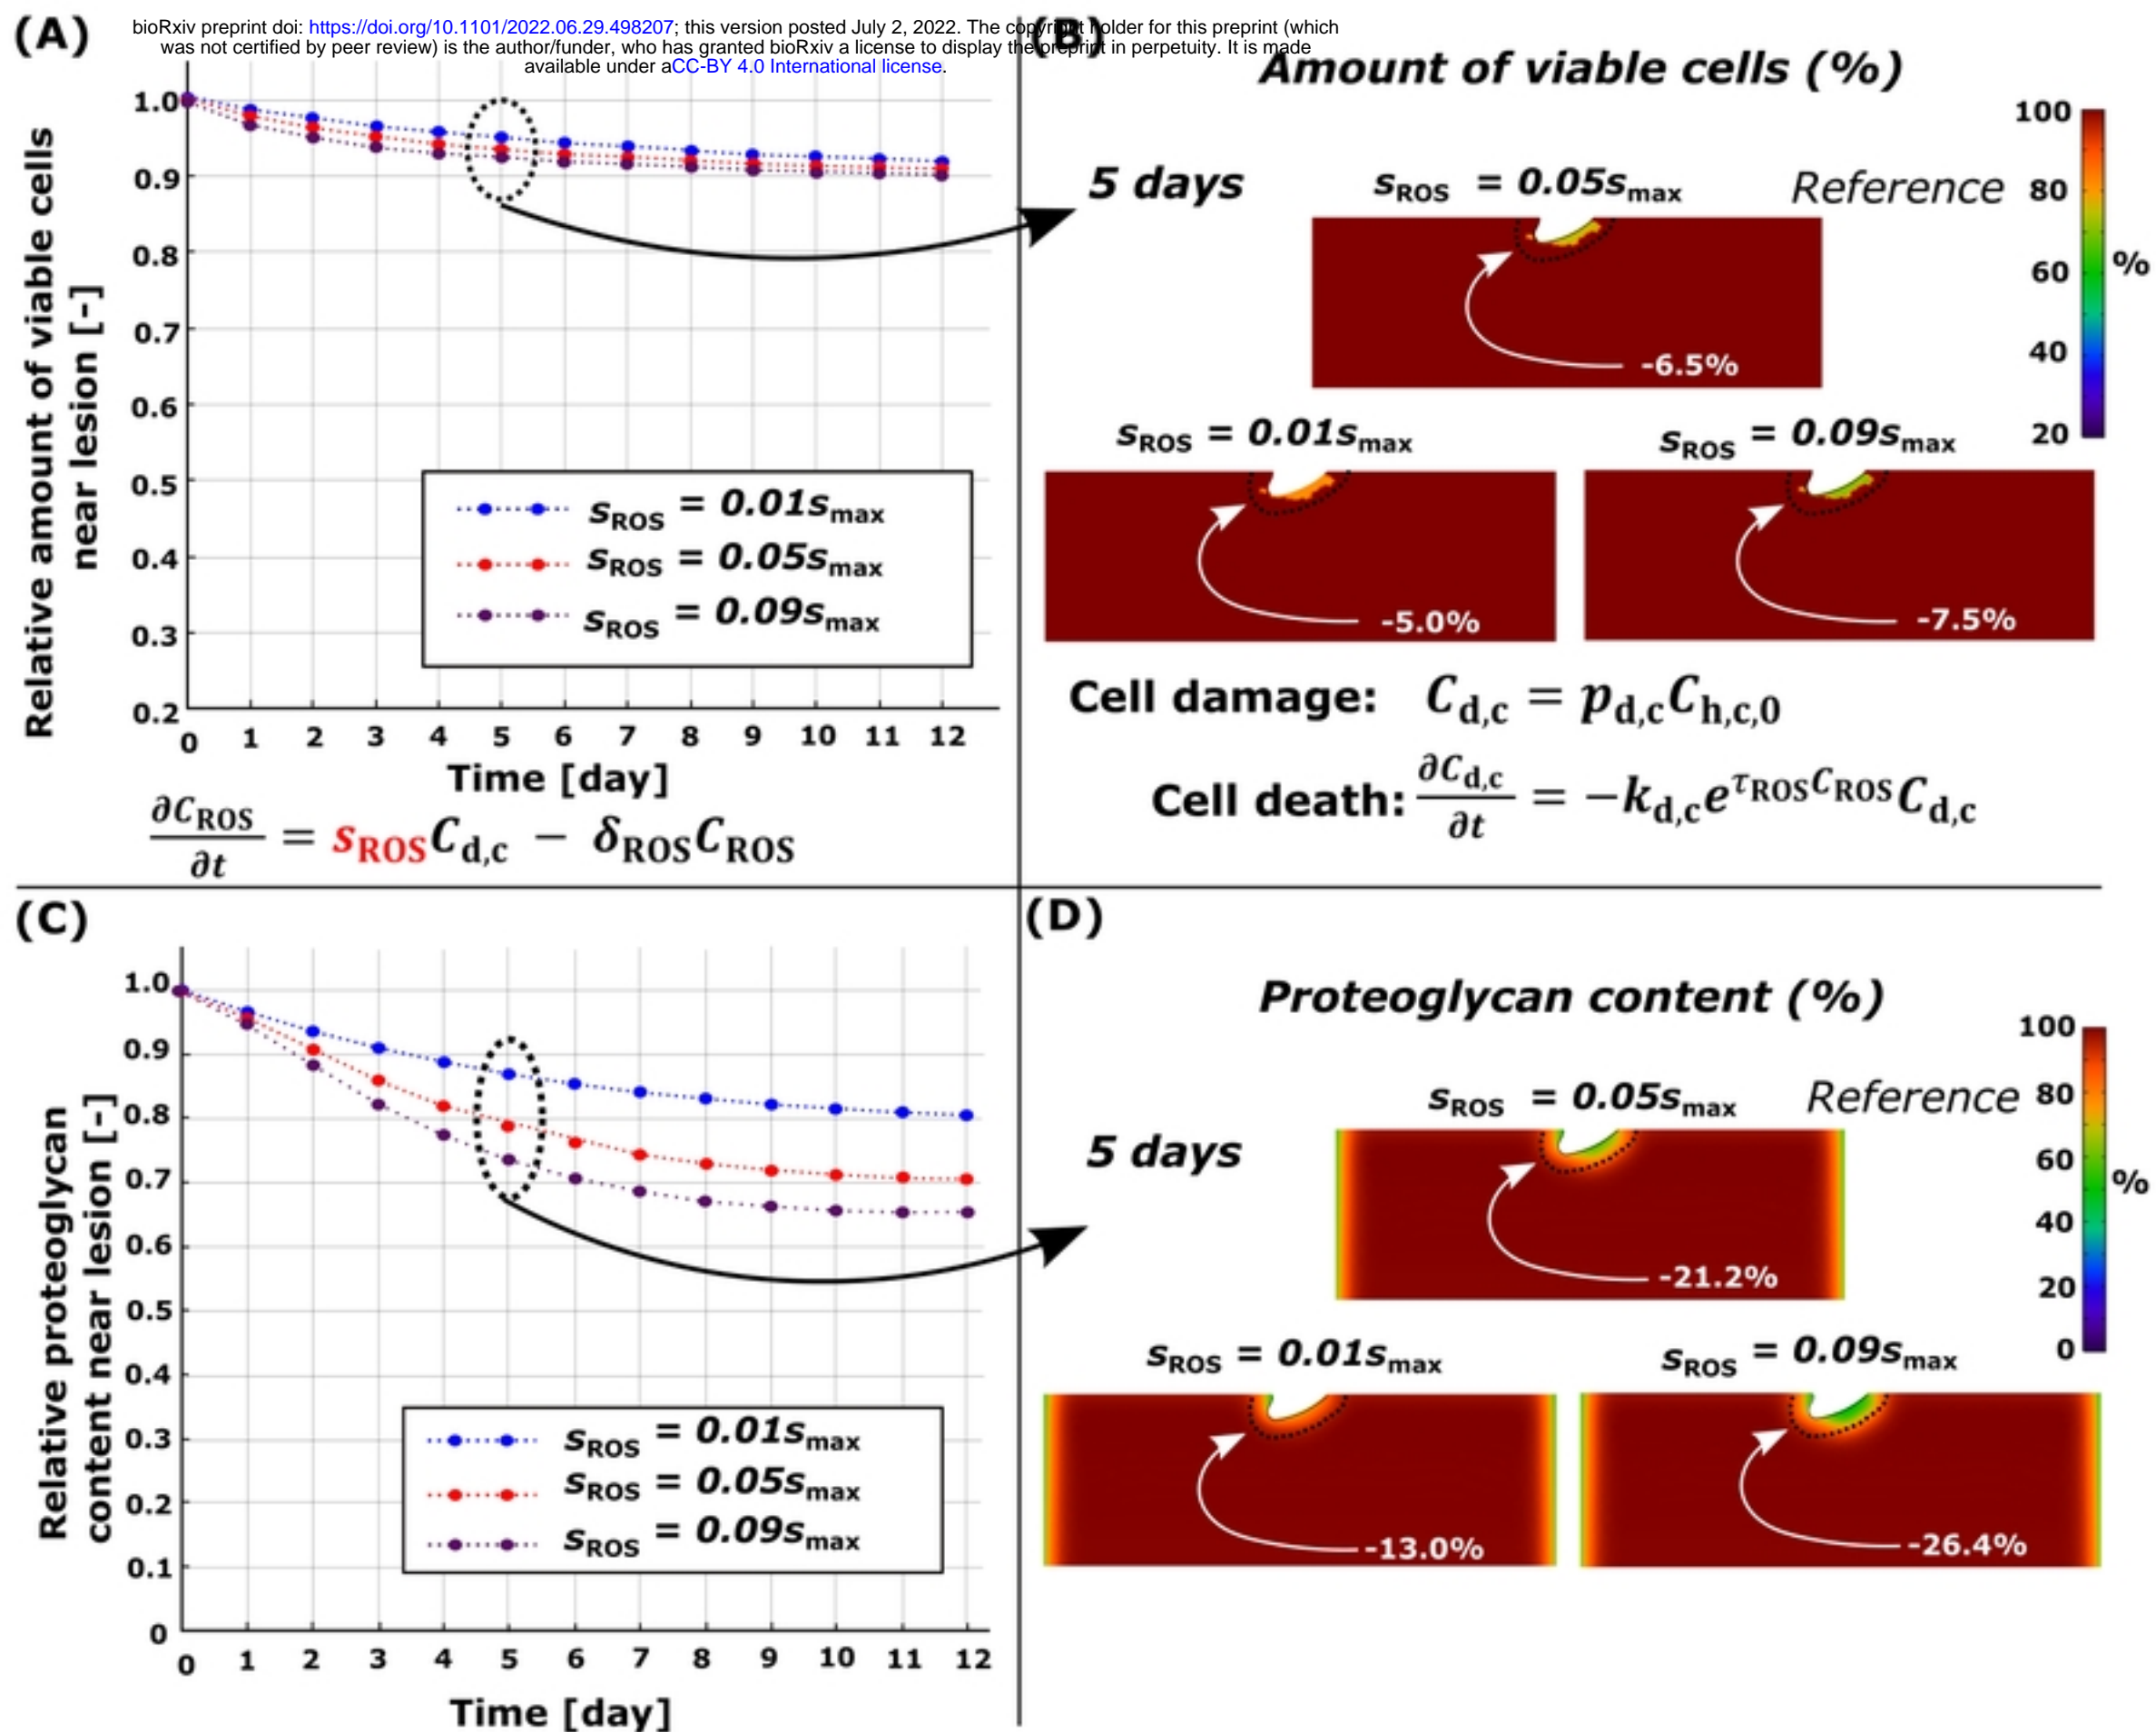 bioRxiv preprint doi: https://doi.org/10.1101/2022.06.29.498207; this version posted July 2, 2022. The copyright holder for this preprint (which
was not certified by peer review) is the author/funder, who has granted bioRxiv a license to display the preprint in perpetuity. It is made
available under aCC-BY 4.0 International license.
(A)
Relative amount of viable cells
near lesion [-]
1.0
0.9
0.8
0.7
0.6
0.5
0.4
0.3
0.2
s_ROS = 0.01s_max
s_ROS = 0.05s_max
s_ROS = 0.09s_max
0 1 2 3 4 5 6 7 8 9 10 11 12
Time [day]
∂C_ROS/∂t = s_ROS C_d,c − δ_ROS C_ROS
(B)
Amount of viable cells (%)
5 days
s_ROS = 0.05s_max
Reference
-6.5%
s_ROS = 0.01s_max
-5.0%
s_ROS = 0.09s_max
-7.5%
100
80
60
40
20
%
Cell damage: C_d,c = p_d,c C_h,c,0
Cell death: ∂C_d,c/∂t = −k_d,c e^(τ_ROS C_ROS) C_d,c
(C)
Relative proteoglycan
content near lesion [-]
1.0
0.9
0.8
0.7
0.6
0.5
0.4
0.3
0.2
0.1
0
s_ROS = 0.01s_max
s_ROS = 0.05s_max
s_ROS = 0.09s_max
0 1 2 3 4 5 6 7 8 9 10 11 12
Time [day]
(D)
Proteoglycan content (%)
5 days
s_ROS = 0.05s_max
Reference
-21.2%
s_ROS = 0.01s_max
-13.0%
s_ROS = 0.09s_max
-26.4%
100
80
60
40
20
0
%